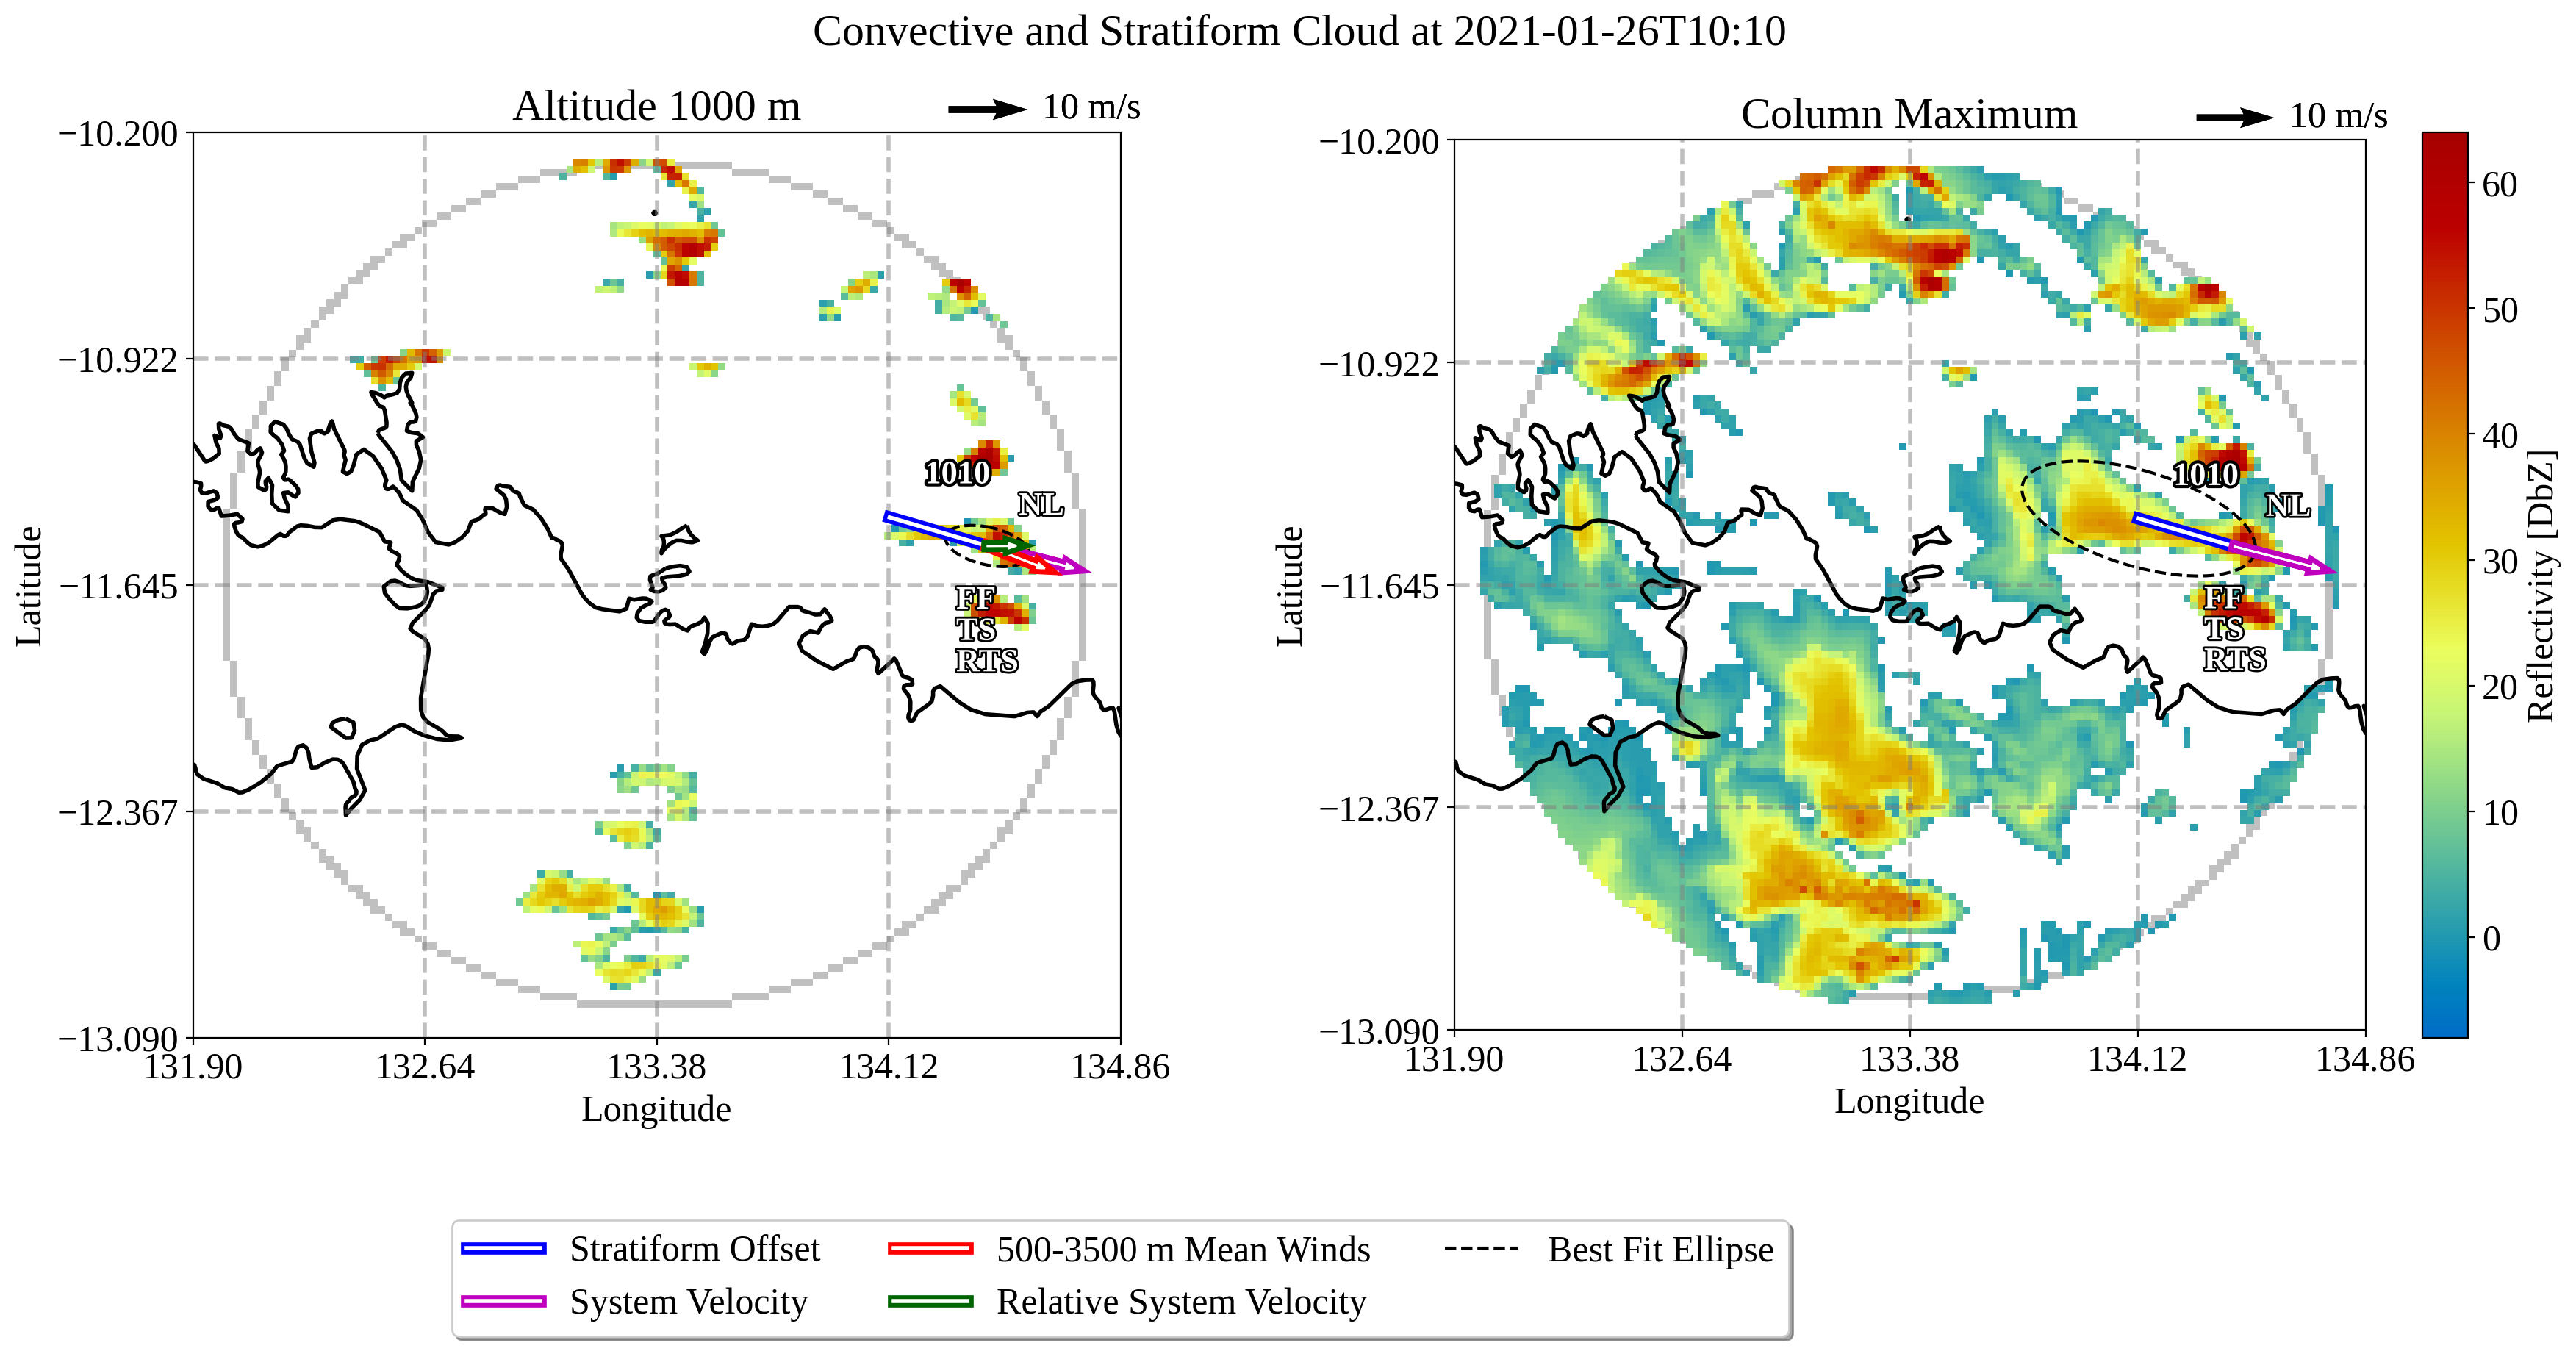 Convective and Stratiform Cloud at 2021-01-26T10:10
Altitude 1000 m
10 m/s
−10.200
−10.922
−11.645
−12.367
−13.090
131.90
132.64
133.38
134.12
134.86
Longitude
Latitude
1010
NL
FF
TS
RTS
Column Maximum
10 m/s
−10.200
−10.922
−11.645
−12.367
−13.090
131.90
132.64
133.38
134.12
134.86
Longitude
Latitude
1010
NL
FF
TS
RTS
60
50
40
30
20
10
0
Reflectivity [DbZ]
Stratiform Offset
System Velocity
500-3500 m Mean Winds
Relative System Velocity
Best Fit Ellipse